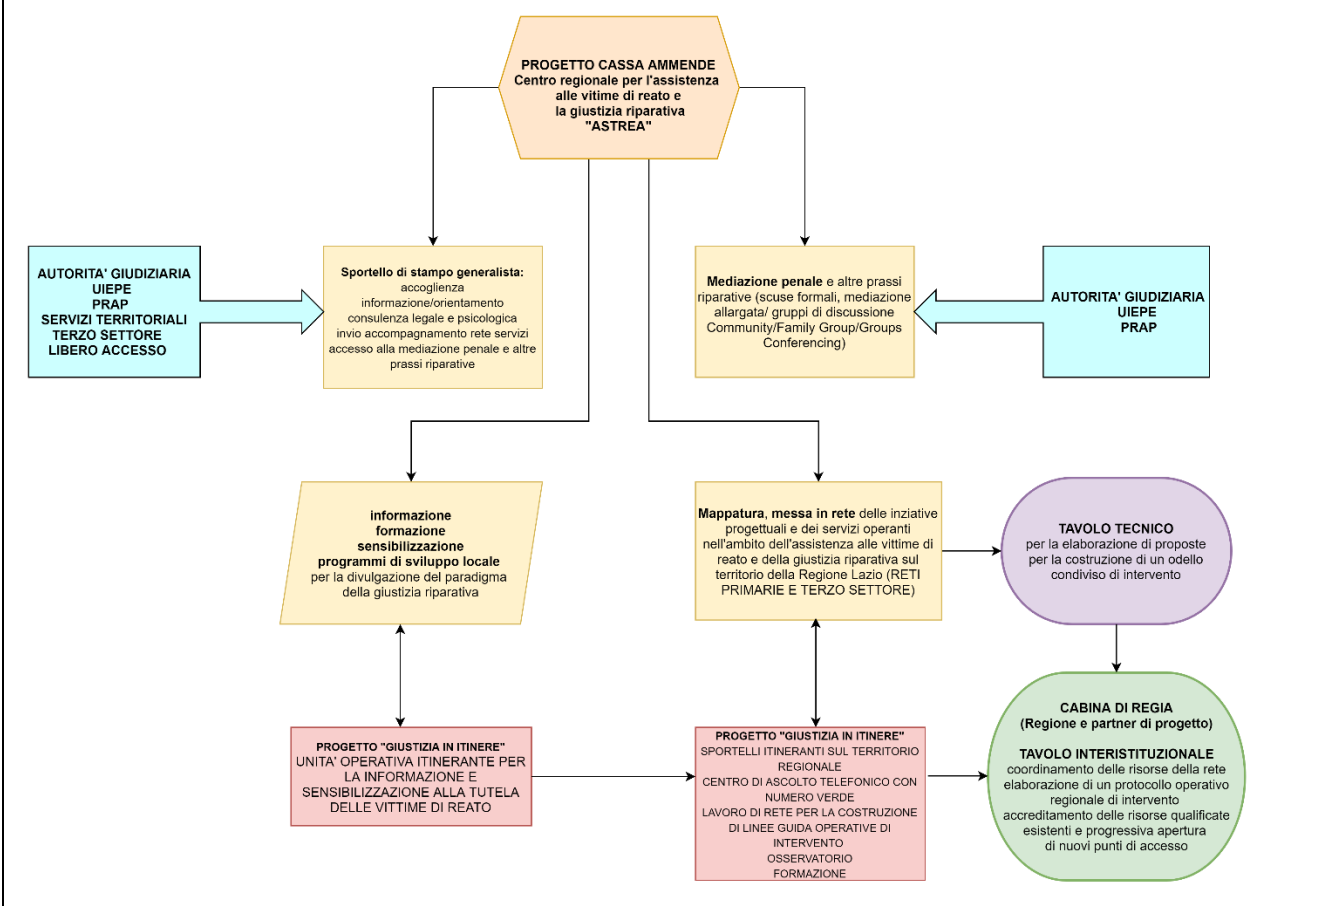 PROGETTO CASSA AMMENDE
Centro regionale per l'assistenza
alle vitime di reato e
la giustizia riparativa
"ASTREA"
AUTORITA' GIUDIZIARIA
UIEPE
PRAP
SERVIZI TERRITORIALI
TERZO SETTORE
LIBERO ACCESSO
Sportello di stampo generalista:
accoglienza
informazione/orientamento
consulenza legale e psicologica
invio accompagnamento rete servizi
accesso alla mediazione penale e altre
prassi riparative
Mediazione penale e altre prassi
riparative (scuse formali, mediazione
allargata/ gruppi di discussione
Community/Family Group/Groups
Conferencing)
AUTORITA' GIUDIZIARIA
UIEPE
PRAP
informazione
formazione
sensibilizzazione
programmi di sviluppo locale
per la divulgazione del paradigma
della giustizia riparativa
Mappatura, messa in rete delle inziative
progettuali e dei servizi operanti
nell'ambito dell'assistenza alle vittime di
reato e della giustizia riparativa sul
territorio della Regione Lazio (RETI
PRIMARIE E TERZO SETTORE)
TAVOLO TECNICO
per la elaborazione di proposte
per la costruzione di un odello
condiviso di intervento
PROGETTO "GIUSTIZIA IN ITINERE"
UNITA' OPERATIVA ITINERANTE PER
LA INFORMAZIONE E
SENSIBILIZZAZIONE ALLA TUTELA
DELLE VITTIME DI REATO
PROGETTO "GIUSTIZIA IN ITINERE"
SPORTELLI ITINERANTI SUL TERRITORIO
REGIONALE
CENTRO DI ASCOLTO TELEFONICO CON
NUMERO VERDE
LAVORO DI RETE PER LA COSTRUZIONE
DI LINEE GUIDA OPERATIVE DI
INTERVENTO
OSSERVATORIO
FORMAZIONE
CABINA DI REGIA
(Regione e partner di progetto)
TAVOLO INTERISTITUZIONALE
coordinamento delle risorse della rete
elaborazione di un protocollo operativo
regionale di intervento
accreditamento delle risorse qualificate
esistenti e progressiva apertura
di nuovi punti di accesso